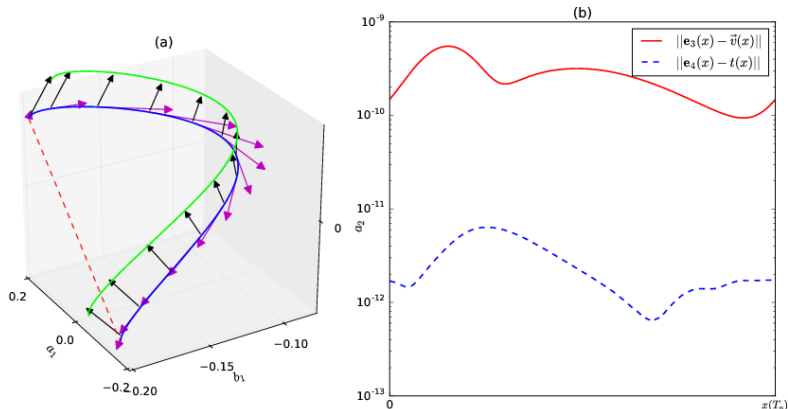 (a)
0.2
0.0
−0.2
a₁
−0.20
−0.15
−0.10
b₁
0
a₂
(b)
10⁻⁹
10⁻¹⁰
10⁻¹¹
10⁻¹²
10⁻¹³
||e₃(x) − v⃗(x)||
||e₄(x) − t(x)||
0
x(Tₚ)